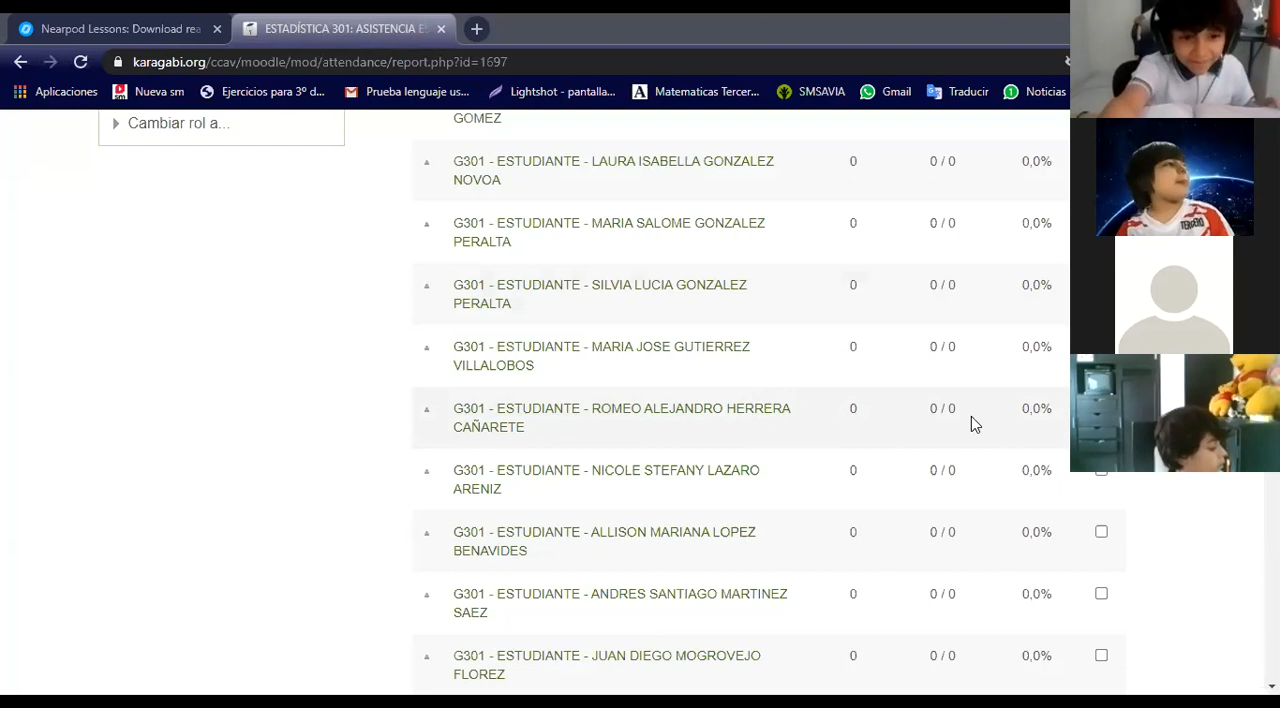 Nearpod Lessons: Download rea
ESTADÍSTICA 301: ASISTENCIA ES
karagabi.org/ccav/moodle/mod/attendance/report.php?id=1697
Aplicaciones Nueva sm Ejercicios para 3º d... Prueba lenguaje us... Lightshot - pantalla... Matematicas Tercer... SMSAVIA Gmail Traducir Noticias
Cambiar rol a...
GOMEZ
G301 - ESTUDIANTE - LAURA ISABELLA GONZALEZ 0 0 / 0 0,0%
NOVOA
G301 - ESTUDIANTE - MARIA SALOME GONZALEZ 0 0 / 0 0,0%
PERALTA
G301 - ESTUDIANTE - SILVIA LUCIA GONZALEZ 0 0 / 0 0,0%
PERALTA
G301 - ESTUDIANTE - MARIA JOSE GUTIERREZ 0 0 / 0 0,0%
VILLALOBOS
G301 - ESTUDIANTE - ROMEO ALEJANDRO HERRERA 0 0 / 0 0,0%
CAÑARETE
G301 - ESTUDIANTE - NICOLE STEFANY LAZARO 0 0 / 0 0,0%
ARENIZ
G301 - ESTUDIANTE - ALLISON MARIANA LOPEZ 0 0 / 0 0,0%
BENAVIDES
G301 - ESTUDIANTE - ANDRES SANTIAGO MARTINEZ 0 0 / 0 0,0%
SAEZ
G301 - ESTUDIANTE - JUAN DIEGO MOGROVEJO 0 0 / 0 0,0%
FLOREZ
TERCERO